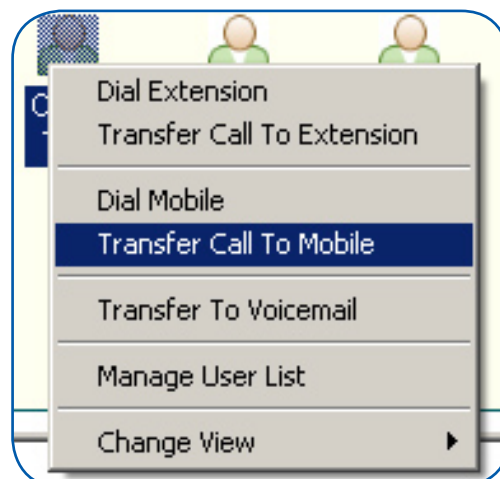 Dial Extension
Transfer Call To Extension
Dial Mobile
Transfer Call To Mobile
Transfer To Voicemail
Manage User List
Change View